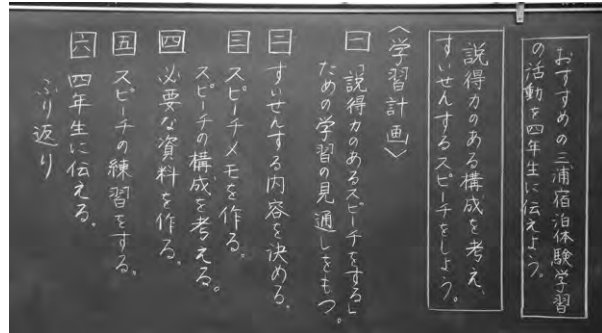 おすすめの三浦宿泊体験学習
の活動を四年生に伝えよう。
説得力のある構成を考え、
すいせんするスピーチをしよう。
〈学習計画〉
一 「説得力のあるスピーチをする」
ための学習の見通しをもつ。
二 すいせんする内容を決める。
三 スピーチメモを作る。
スピーチの構成を考える。
四 必要な資料を作る。
五 スピーチの練習をする。
六 四年生に伝える。
ふり返り